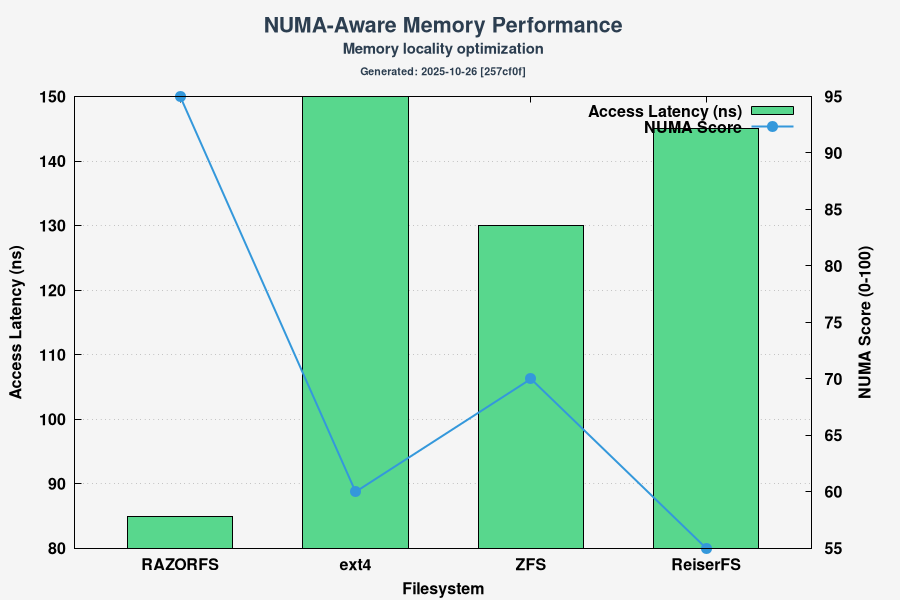 NUMA-Aware Memory Performance
Memory locality optimization
Generated: 2025-10-26 [257cf0f]
Access Latency (ns)
NUMA Score
150
140
130
120
110
100
90
80
Access Latency (ns)
95
90
85
80
75
70
65
60
55
NUMA Score (0-100)
RAZORFS ext4 ZFS ReiserFS
Filesystem